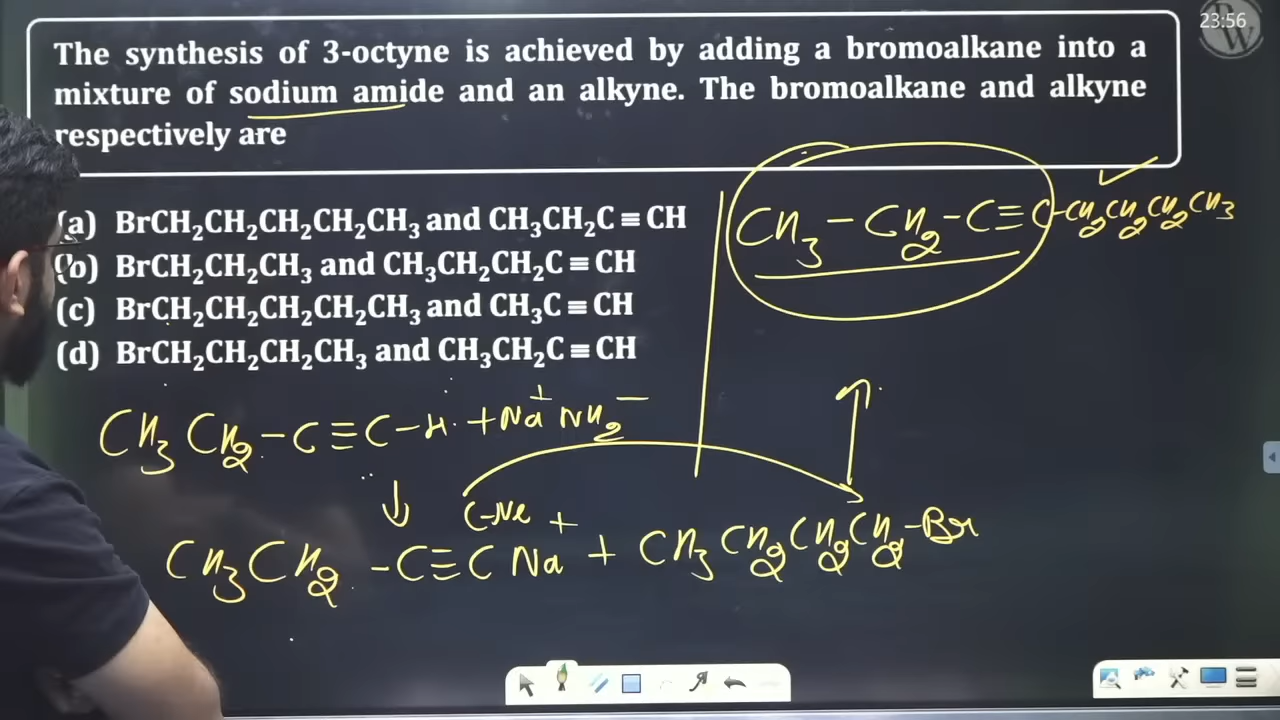 23:56
The synthesis of 3-octyne is achieved by adding a bromoalkane into a
mixture of sodium amide and an alkyne. The bromoalkane and alkyne
respectively are
(a) BrCH₂CH₂CH₂CH₂CH₃ and CH₃CH₂C≡CH
(b) BrCH₂CH₂CH₃ and CH₃CH₂CH₂C≡CH
(c) BrCH₂CH₂CH₂CH₂CH₃ and CH₃C≡CH
(d) BrCH₂CH₂CH₂CH₃ and CH₃CH₂C≡CH
CH₃-CH₂-C≡C-CH₂CH₂CH₂CH₃
CH₃CH₂-C≡C-H+Na⁺NH₂⁻
CH₃CH₂-C≡C Na⁺ + CH₃CH₂CH₂CH₂-Br